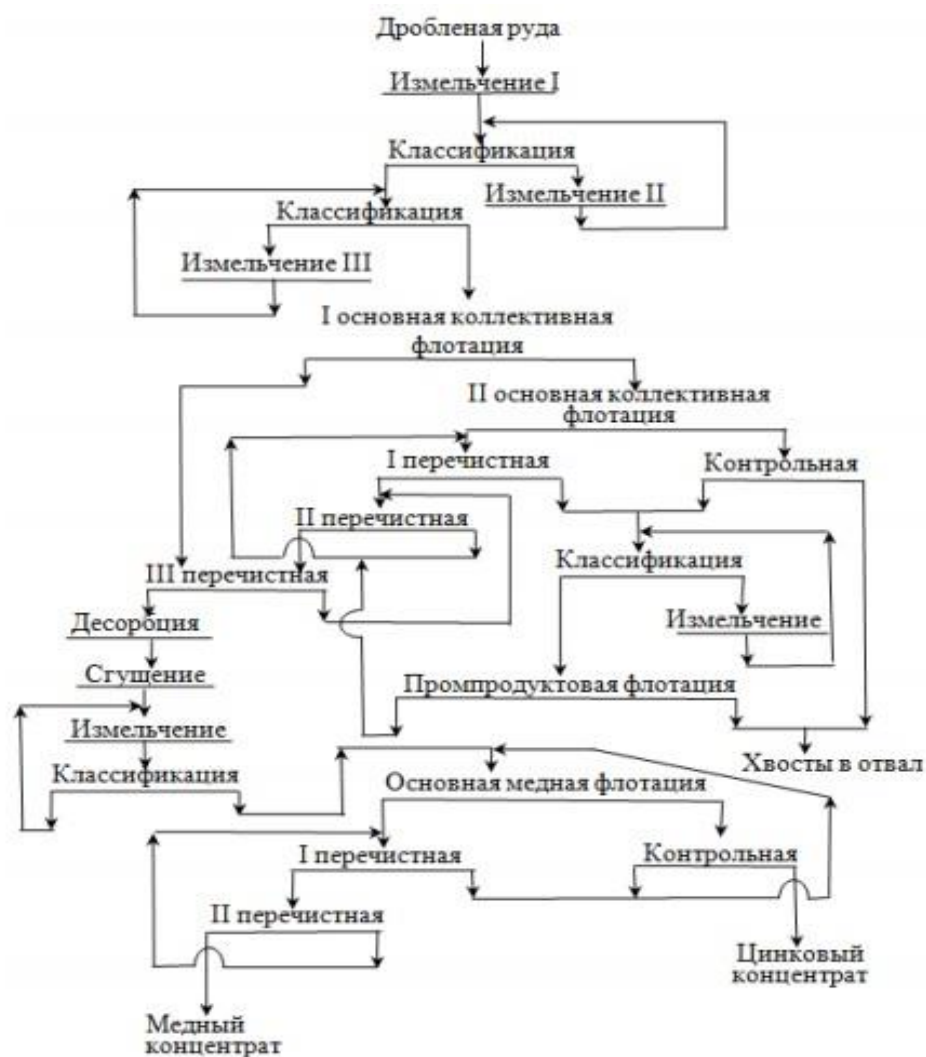 Дробленая руда
Измельчение I
Классификация
Измельчение II
Классификация
Измельчение III
I основная коллективная
флотация
II основная коллективная
флотация
I перечистная
Контрольная
II перечистная
Классификация
III перечистная
Десорбция
Измельчение
Сгущение
Промпродуктовая флотация
Измельчение
Хвосты в отвал
Классификация
Основная медная флотация
I перечистная
Контрольная
II перечистная
Цинковый
концентрат
Медный
концентрат